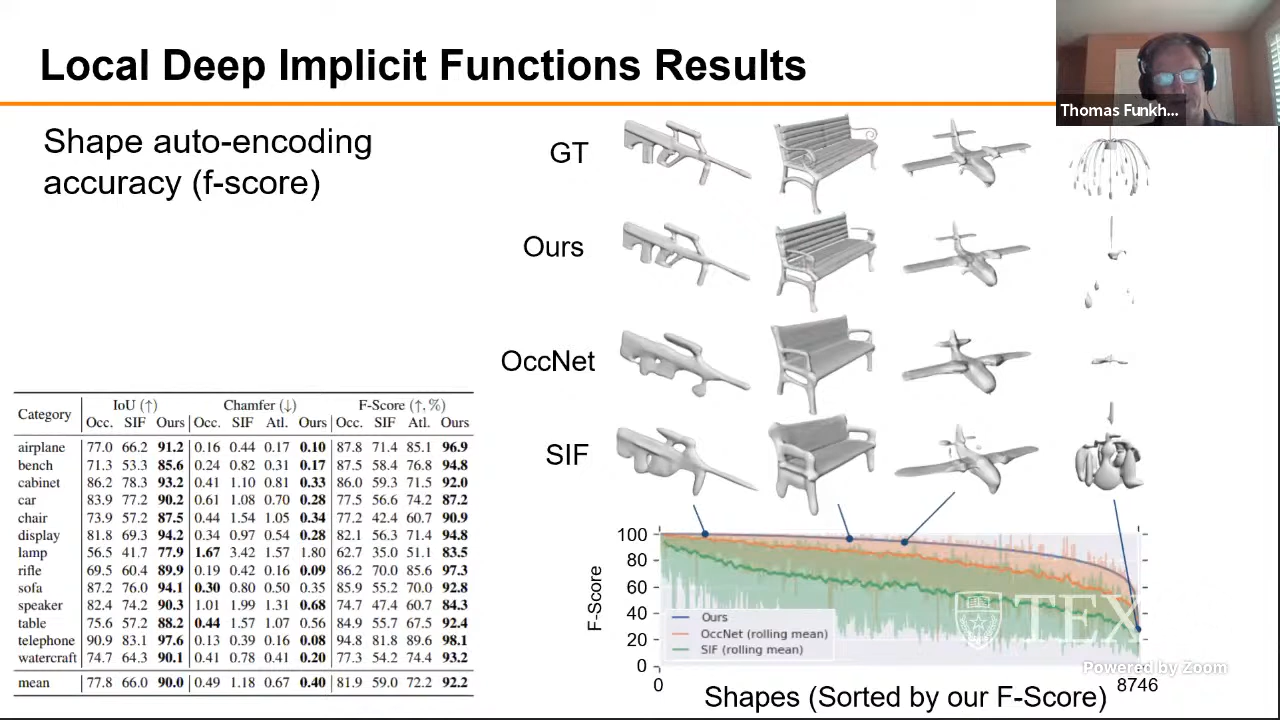 Local Deep Implicit Functions Results
Thomas Funkh...
Shape auto-encoding
accuracy (f-score)
GT
Ours
OccNet
SIF
Category IoU (↑) Chamfer (↓) F-Score (↑, %)
Occ. SIF Ours Occ. SIF Atl. Ours Occ. SIF Atl. Ours
airplane 77.0 66.2 91.2 0.16 0.44 0.17 0.10 87.8 71.4 85.1 96.9
bench 71.3 53.3 85.6 0.24 0.82 0.31 0.17 87.5 58.4 76.8 94.8
cabinet 86.2 78.3 93.2 0.41 1.10 0.81 0.33 86.0 59.3 71.5 92.0
car 83.9 77.2 90.2 0.61 1.08 0.70 0.28 77.5 56.6 74.2 87.2
chair 73.9 57.2 87.5 0.44 1.54 1.05 0.34 77.2 42.4 60.7 90.9
display 81.8 69.3 94.2 0.34 0.97 0.54 0.28 82.1 56.3 71.4 94.8
lamp 56.5 41.7 77.9 1.67 3.42 1.57 1.80 62.7 35.0 51.1 83.5
rifle 69.5 60.4 89.9 0.19 0.42 0.16 0.09 86.2 70.0 85.6 97.3
sofa 87.2 76.0 94.1 0.30 0.80 0.50 0.35 85.9 55.2 70.0 92.8
speaker 82.4 74.2 90.3 1.01 1.99 1.31 0.68 74.7 47.4 60.7 84.3
table 75.6 57.2 88.2 0.44 1.57 1.07 0.56 84.9 55.7 67.5 92.4
telephone 90.9 83.1 97.6 0.13 0.39 0.16 0.08 94.8 81.8 89.6 98.1
watercraft 74.7 64.3 90.1 0.41 0.78 0.41 0.20 77.3 54.2 74.4 93.2
mean 77.8 66.0 90.0 0.49 1.18 0.67 0.40 81.9 59.0 72.2 92.2
F-Score
100
80
60
40
20
0
Ours
OccNet (rolling mean)
SIF (rolling mean)
TEX
Powered by Zoom
0 8746
Shapes (Sorted by our F-Score)